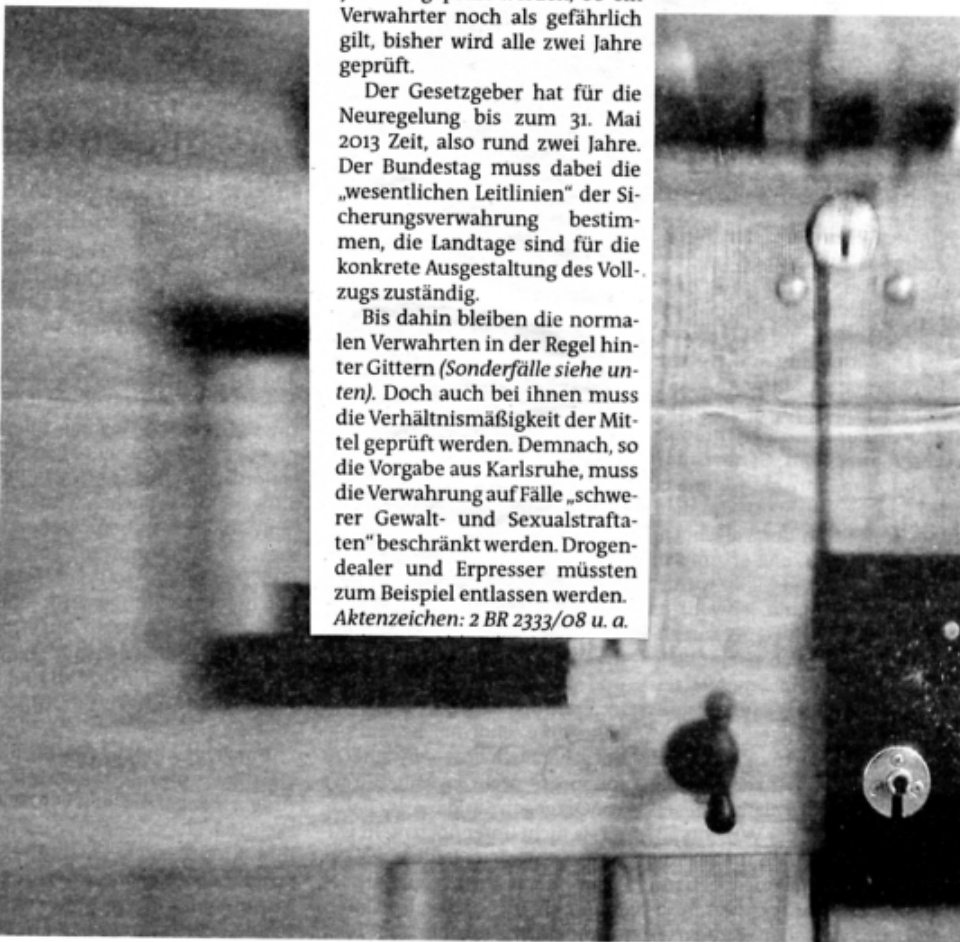 Verwahrter noch als gefährlich
gilt, bisher wird alle zwei Jahre
geprüft.
Der Gesetzgeber hat für die
Neuregelung bis zum 31. Mai
2013 Zeit, also rund zwei Jahre.
Der Bundestag muss dabei die
„wesentlichen Leitlinien“ der Si-
cherungsverwahrung bestim-
men, die Landtage sind für die
konkrete Ausgestaltung des Voll-
zugs zuständig.
Bis dahin bleiben die norma-
len Verwahrten in der Regel hin-
ter Gittern (Sonderfälle siehe un-
ten). Doch auch bei ihnen muss
die Verhältnismäßigkeit der Mit-
tel geprüft werden. Demnach, so
die Vorgabe aus Karlsruhe, muss
die Verwahrung auf Fälle „schwe-
rer Gewalt- und Sexualstrafta-
ten“ beschränkt werden. Drogen-
dealer und Erpresser müssten
zum Beispiel entlassen werden.
Aktenzeichen: 2 BR 2333/08 u. a.